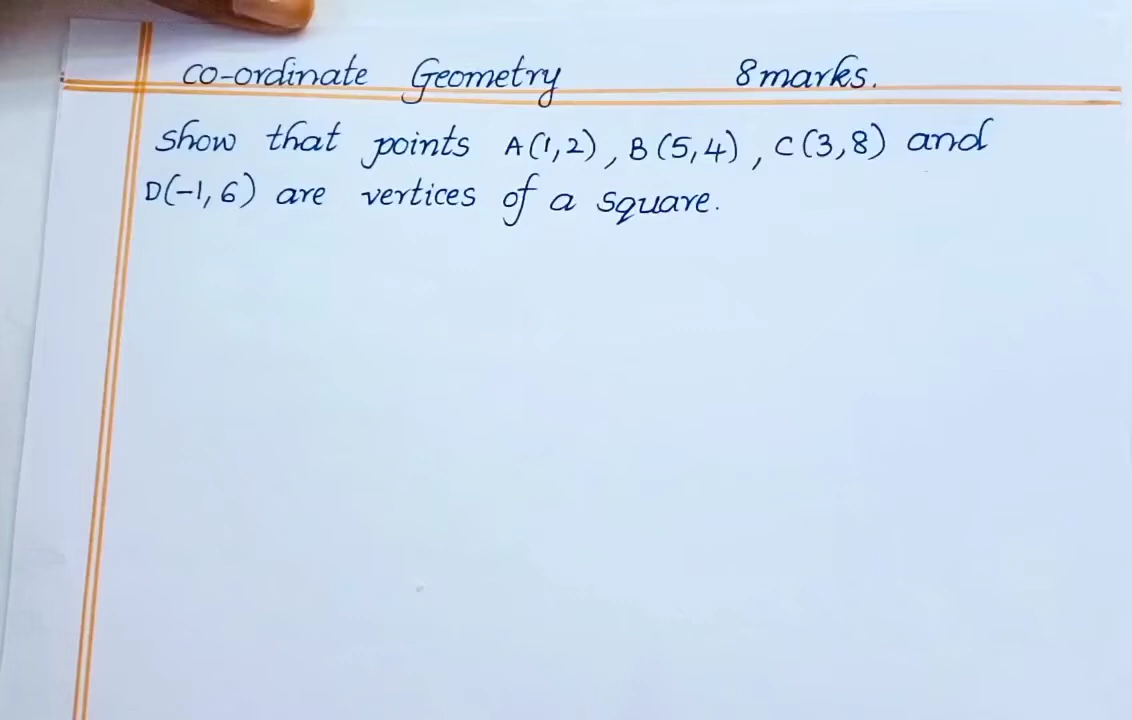 co-ordinate Geometry 8marks.
show that points A(1,2), B(5,4), C(3,8) and
D(-1,6) are vertices of a square.